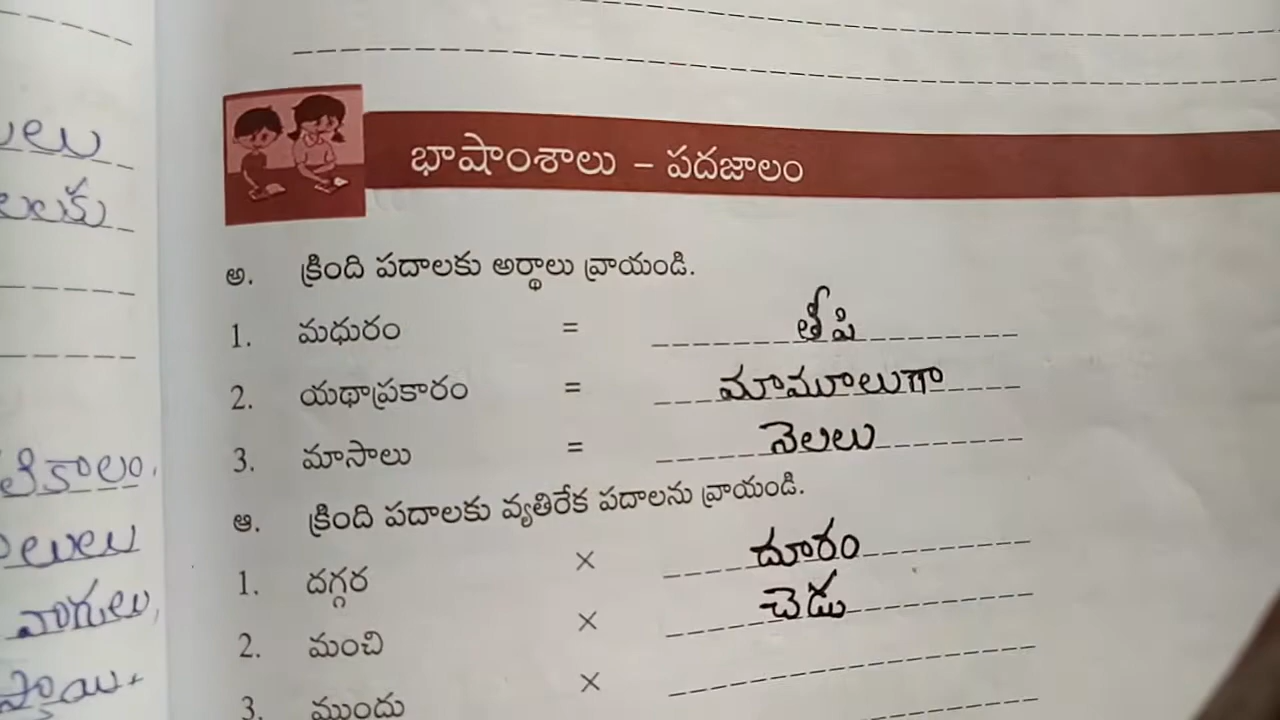 భాషాంశాలు – పదజాలం
అ. క్రింది పదాలకు అర్థాలు వ్రాయండి.
1. మధురం = తీపి
2. యథాప్రకారం = మామూలుగా
3. మాసాలు = నెలలు
ఆ. క్రింది పదాలకు వ్యతిరేక పదాలను వ్రాయండి.
1. దగ్గర × దూరం
2. మంచి × చెడు
3. ముందు ×